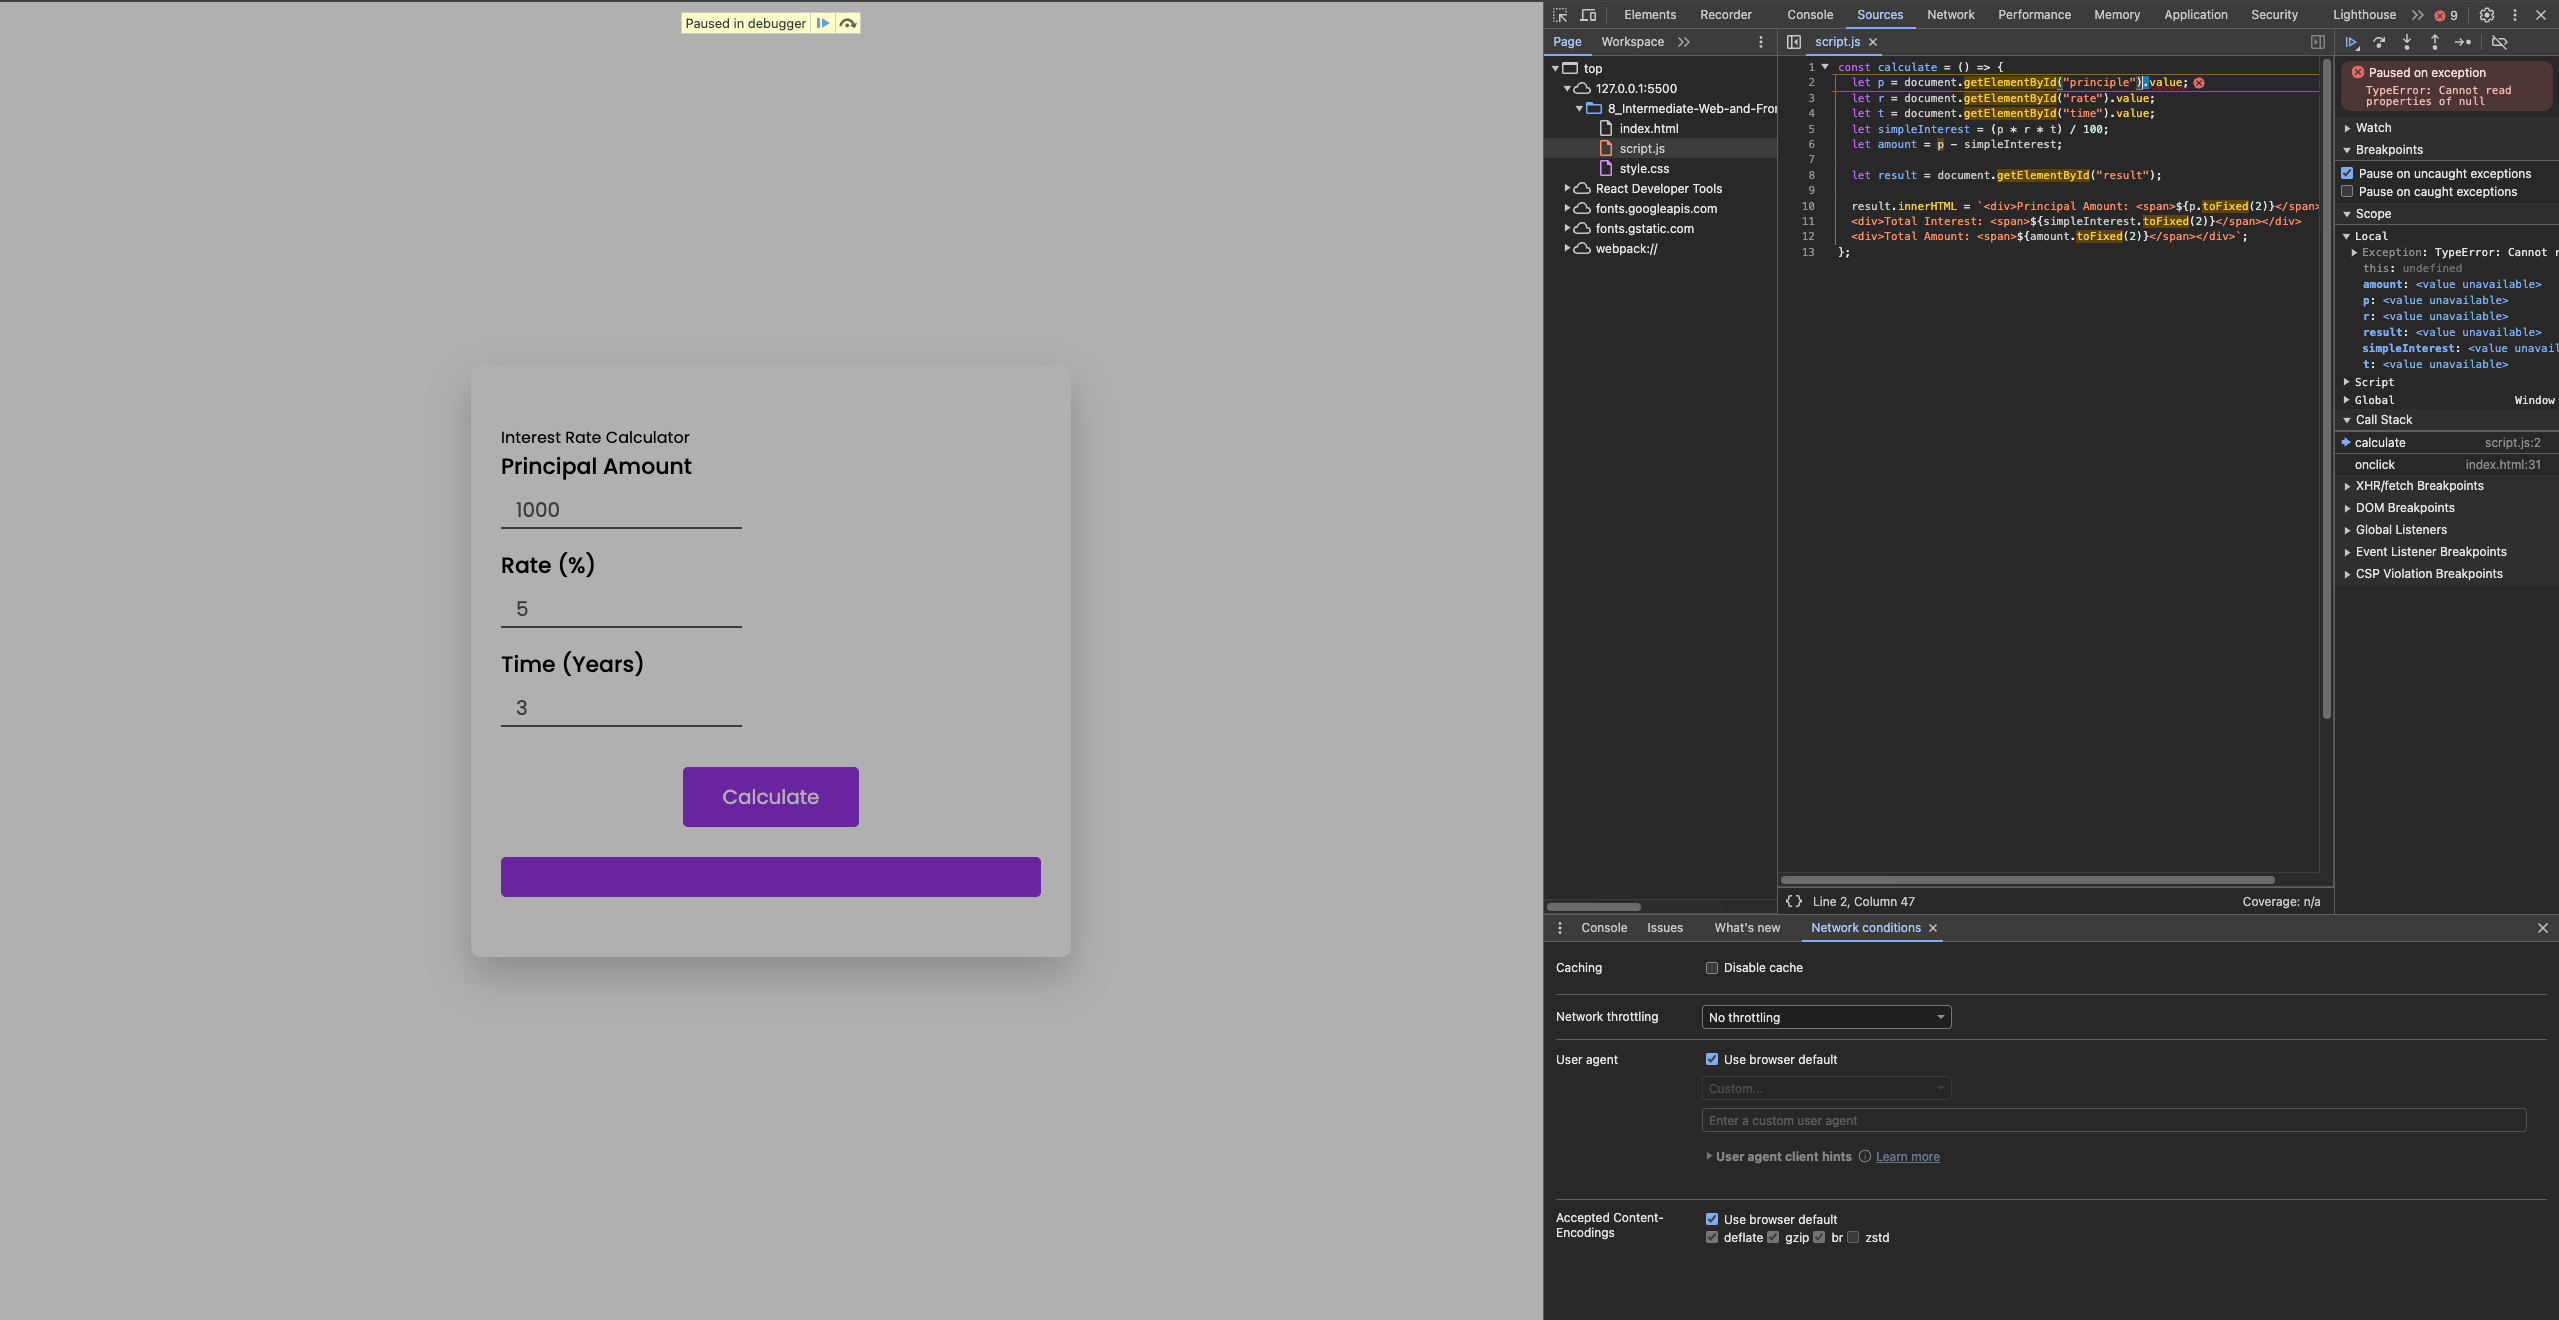 Paused in debugger
Interest Rate Calculator
Principal Amount
1000
Rate (%)
5
Time (Years)
3
Calculate
Elements Recorder Console Sources Network Performance Memory Application Security Lighthouse 9
Page Workspace
top
127.0.0.1:5500
8_Intermediate-Web-and-Fro
index.html
script.js
style.css
React Developer Tools
fonts.googleapis.com
fonts.gstatic.com
webpack://
script.js
1 const calculate = () => {
2 let p = document.getElementById("principle").value;
3 let r = document.getElementById("rate").value;
4 let t = document.getElementById("time").value;
5 let simpleInterest = (p * r * t) / 100;
6 let amount = p - simpleInterest;
7
8 let result = document.getElementById("result");
9
10 result.innerHTML = `<div>Principal Amount: <span>${p.toFixed(2)}</span>
11 <div>Total Interest: <span>${simpleInterest.toFixed(2)}</span></div>
12 <div>Total Amount: <span>${amount.toFixed(2)}</span></div>`;
13 };
{ } Line 2, Column 47 Coverage: n/a
Paused on exception
TypeError: Cannot read
properties of null
Watch
Breakpoints
Pause on uncaught exceptions
Pause on caught exceptions
Scope
Local
Exception: TypeError: Cannot r
this: undefined
amount: <value unavailable>
p: <value unavailable>
r: <value unavailable>
result: <value unavailable>
simpleInterest: <value unavail
t: <value unavailable>
Script
Global Window
Call Stack
calculate script.js:2
onclick index.html:31
XHR/fetch Breakpoints
DOM Breakpoints
Global Listeners
Event Listener Breakpoints
CSP Violation Breakpoints
Console Issues What's new Network conditions
Caching Disable cache
Network throttling No throttling
User agent Use browser default
Custom...
Enter a custom user agent
User agent client hints Learn more
Accepted Content-
Encodings
Use browser default
deflate gzip br zstd